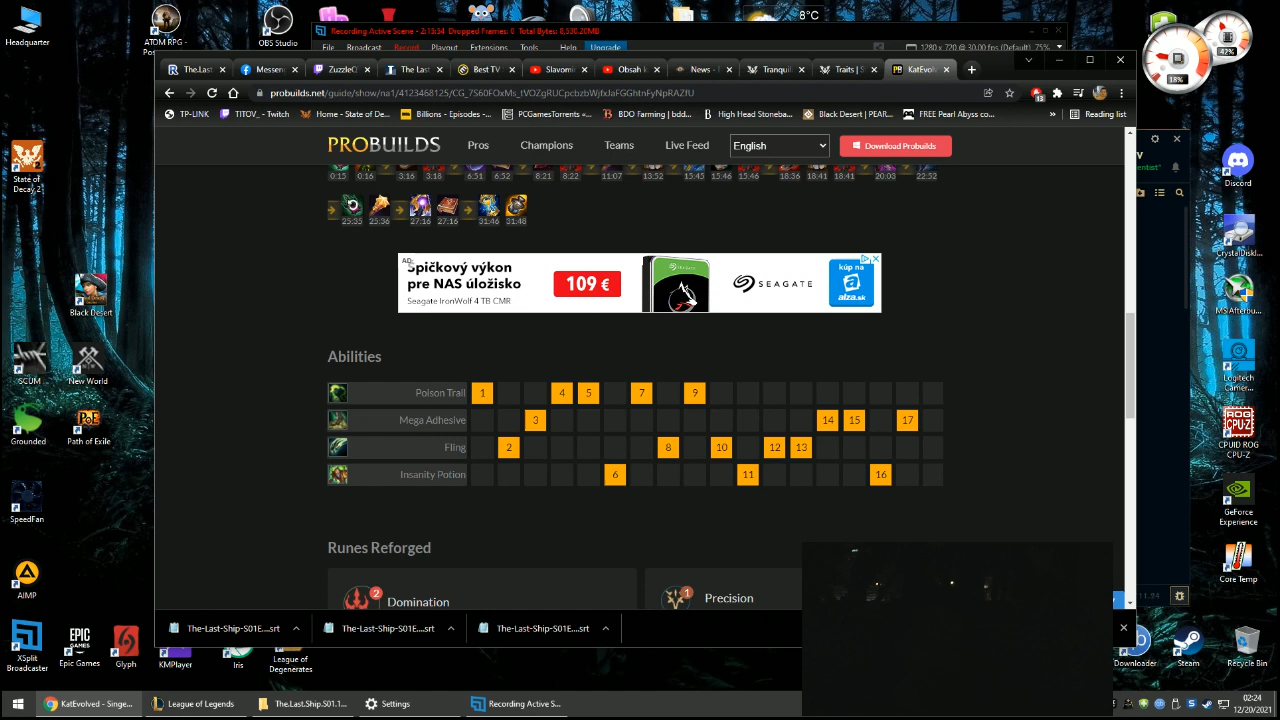 Headquarter
ATOM RPG -
Po
OBS Studio
8°C
Recording Active Scene - 2:13:54 Dropped Frames: 0 Total Bytes: 8,530.20MB
File Broadcast Record Playout Extensions Tools Help Upgrade
1280 x 720 @ 30.00 fps (Default) 75%
The.Last
Messen
ZuzzleQ
The Last
Best TV
Slavomir
Obsah k
News - F
Tranquil
Traits | S
KatEvolv
probuilds.net/guide/show/na1/4123468125/CG_7S60FOxMs_tVOZgRUCpcbzbWjfxJaFGGhtnFyNpRAZfU
13
TP-LINK
TITOV_ - Twitch
Home - State of De...
Billions - Episodes -...
PCGamesTorrents «...
BDO Farming | bdd...
High Head Stoneba...
Black Desert | PEAR...
FREE Pearl Abyss co...
»
Reading list
PROBUILDS
Pros
Champions
Teams
Live Feed
English
Download Probuilds
0:15 0:16 3:16 3:18 6:51 6:52 8:21 8:22 11:07 13:52 15:45 15:46 15:46 18:36 18:41 18:41 20:03 22:52
25:35 25:36 27:16 27:16 31:46 31:48
AD
Špičkový výkon
pre NAS úložisko
Seagate IronWolf 4 TB CMR
109 €
SEAGATE
kúp na
alza.sk
Abilities
Poison Trail 1 4 5 7 9
Mega Adhesive 3 14 15 17
Fling 2 8 10 12 13
Insanity Potion 6 11 16
Runes Reforged
2 Domination
1 Precision
The-Last-Ship-S01E....srt
The-Last-Ship-S01E....srt
The-Last-Ship-S01E....srt
State of
Decay 2
Black Desert
SCUM
New World
Grounded
Path of Exile
SpeedFan
AIMP
XSplit
Broadcaster
Epic
Games
Glyph
KMPlayer
Iris
League of
Degenerates
18%
42%
Discord
CrystalDiskI...
MSI Afterbu...
Logitech
Camer...
CPUID ROG
CPU-Z
GeForce
Experience
Core Temp
Downloader
Steam
Recycle Bin
KatEvolved - Singe...
League of Legends
The.Last.Ship.S01.1...
Settings
Recording Active S...
02:24
12/20/2021